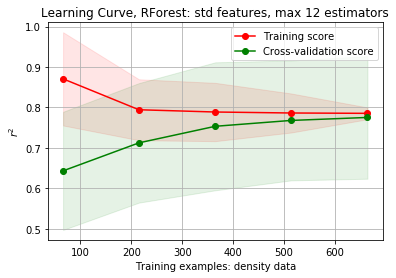 Learning Curve, RForest: std features, max 12 estimators
1.0
0.9
0.8
0.7
0.6
0.5
r²
Training score
Cross-validation score
100 200 300 400 500 600
Training examples: density data